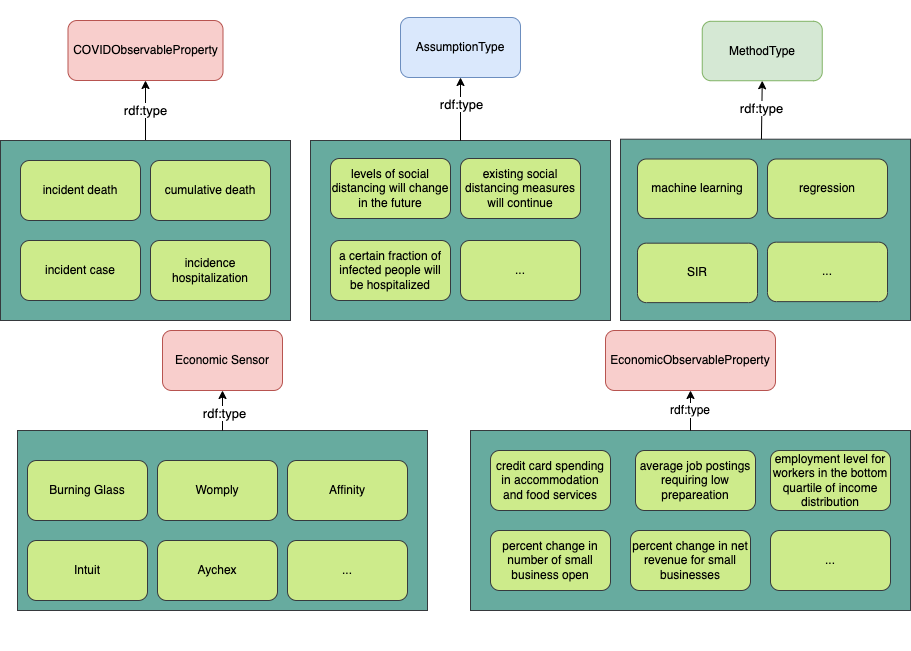 COVIDObservableProperty
AssumptionType
MethodType
rdf:type
rdf:type
rdf:type
incident death
cumulative death
incident case
incidence
hospitalization
levels of social
distancing will change
in the future
existing social
distancing measures
will continue
a certain fraction of
infected people will
be hospitalized
...
machine learning
regression
SIR
...
Economic Sensor
EconomicObservableProperty
rdf:type
rdf:type
Burning Glass
Womply
Affinity
Intuit
Aychex
...
credit card spending
in accommodation
and food services
average job postings
requiring low
prepareation
employment level for
workers in the bottom
quartile of income
distribution
percent change in
number of small
business open
percent change in net
revenue for small
businesses
...